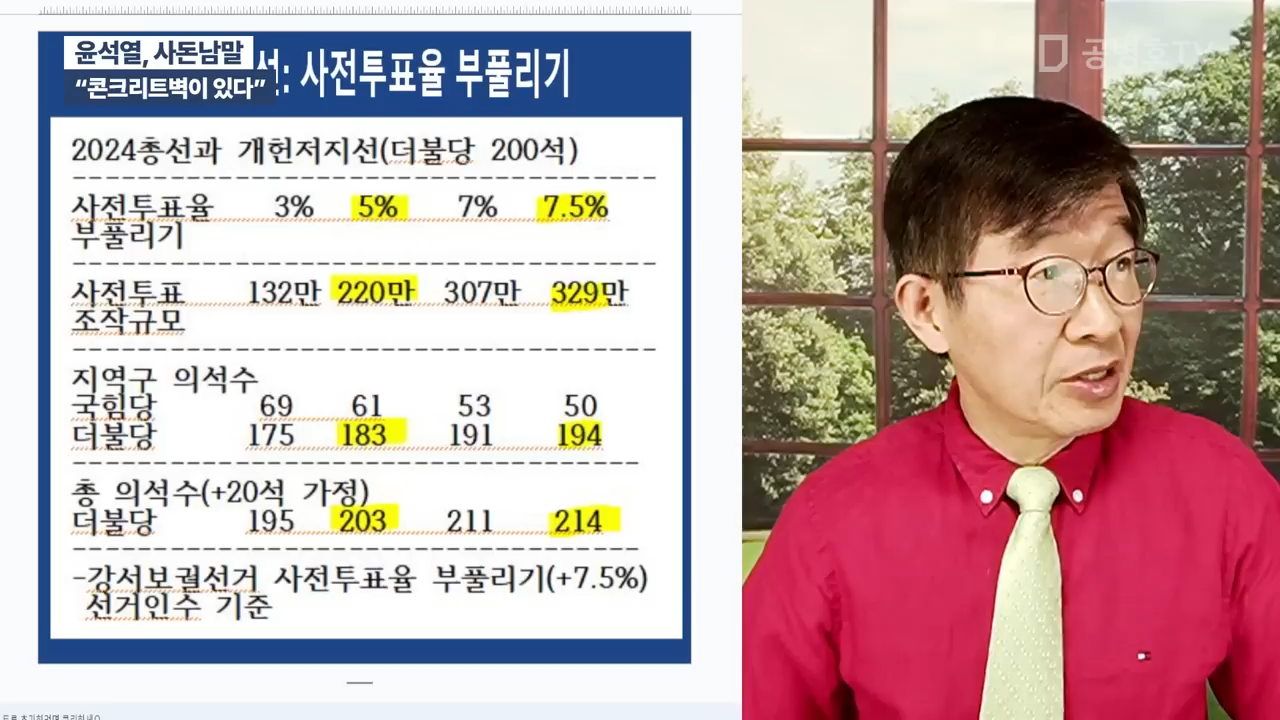 윤석열, 사돈남말
“콘크리트벽이 있다”
선: 사전투표율 부풀리기
공병호TV
2024총선과 개헌저지선(더불당 200석)
사전투표율 3% 5% 7% 7.5%
부풀리기
사전투표 132만 220만 307만 329만
조작규모
지역구 의석수
국힘당 69 61 53 50
더불당 175 183 191 194
총 의석수(+20석 가정)
더불당 195 203 211 214
-강서보궐선거 사전투표율 부풀리기(+7.5%)
선거인수 기준